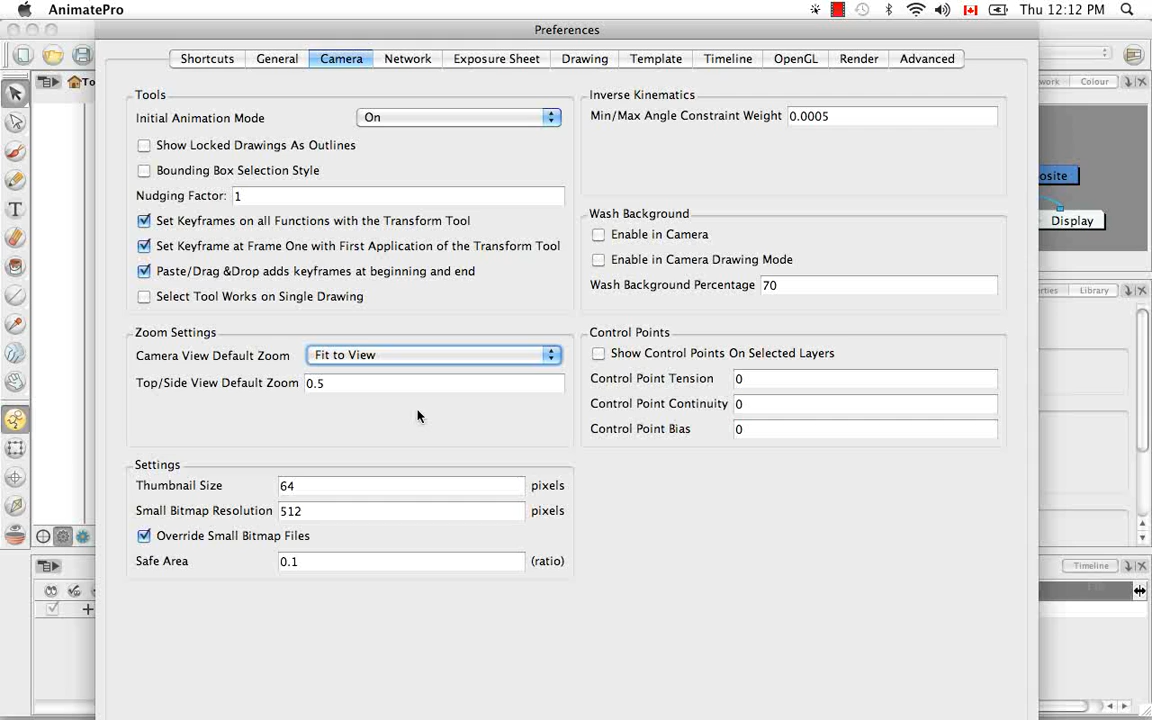 AnimatePro
Thu 12:12 PM
Preferences
Shortcuts General Camera Network Exposure Sheet Drawing Template Timeline OpenGL Render Advanced
Tools
Initial Animation Mode On
Show Locked Drawings As Outlines
Bounding Box Selection Style
Nudging Factor: 1
Set Keyframes on all Functions with the Transform Tool
Set Keyframe at Frame One with First Application of the Transform Tool
Paste/Drag &Drop adds keyframes at beginning and end
Select Tool Works on Single Drawing
Zoom Settings
Camera View Default Zoom Fit to View
Top/Side View Default Zoom 0.5
Settings
Thumbnail Size 64 pixels
Small Bitmap Resolution 512 pixels
Override Small Bitmap Files
Safe Area 0.1 (ratio)
Inverse Kinematics
Min/Max Angle Constraint Weight 0.0005
Wash Background
Enable in Camera
Enable in Camera Drawing Mode
Wash Background Percentage 70
Control Points
Show Control Points On Selected Layers
Control Point Tension 0
Control Point Continuity 0
Control Point Bias 0
To
work Colour
osite
Display
rties Library
Timeline